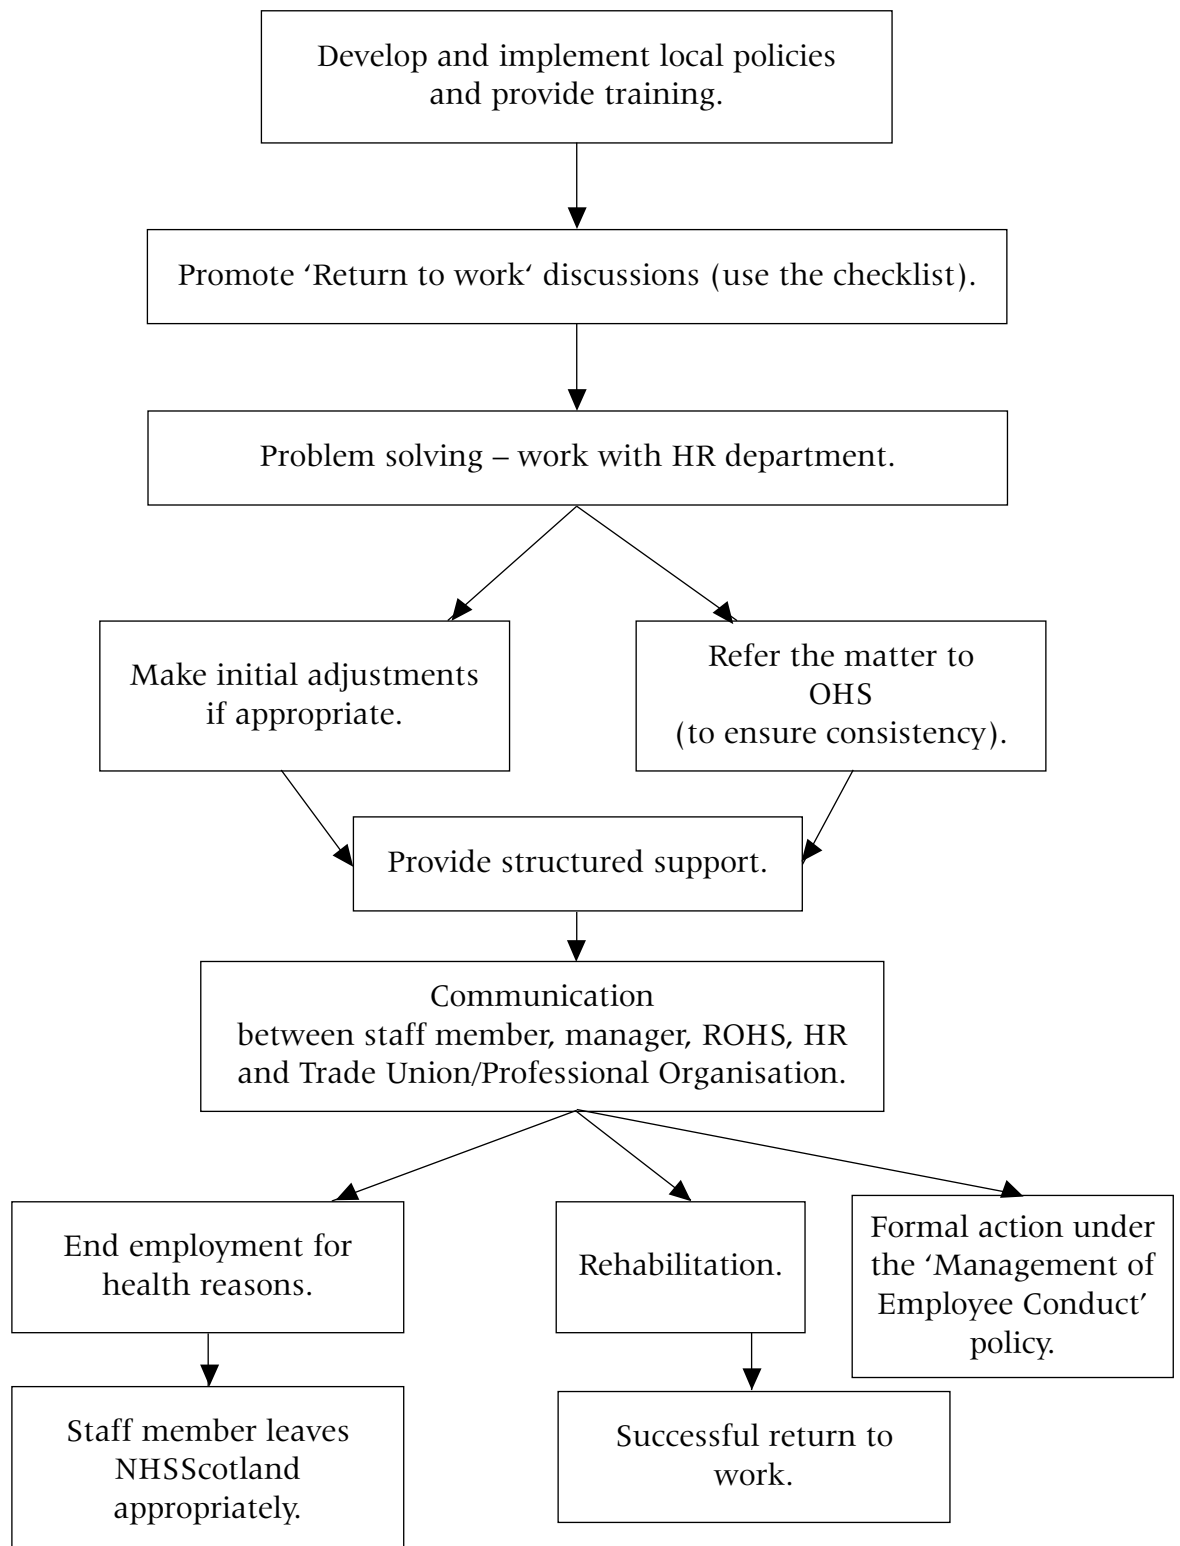 Develop and implement local policies
and provide training.
Promote ‘Return to work‘ discussions (use the checklist).
Problem solving – work with HR department.
Make initial adjustments
if appropriate.
Refer the matter to
OHS
(to ensure consistency).
Provide structured support.
Communication
between staff member, manager, ROHS, HR
and Trade Union/Professional Organisation.
End employment for
health reasons.
Rehabilitation.
Formal action under
the ‘Management of
Employee Conduct’
policy.
Staff member leaves
NHSScotland
appropriately.
Successful return to
work.